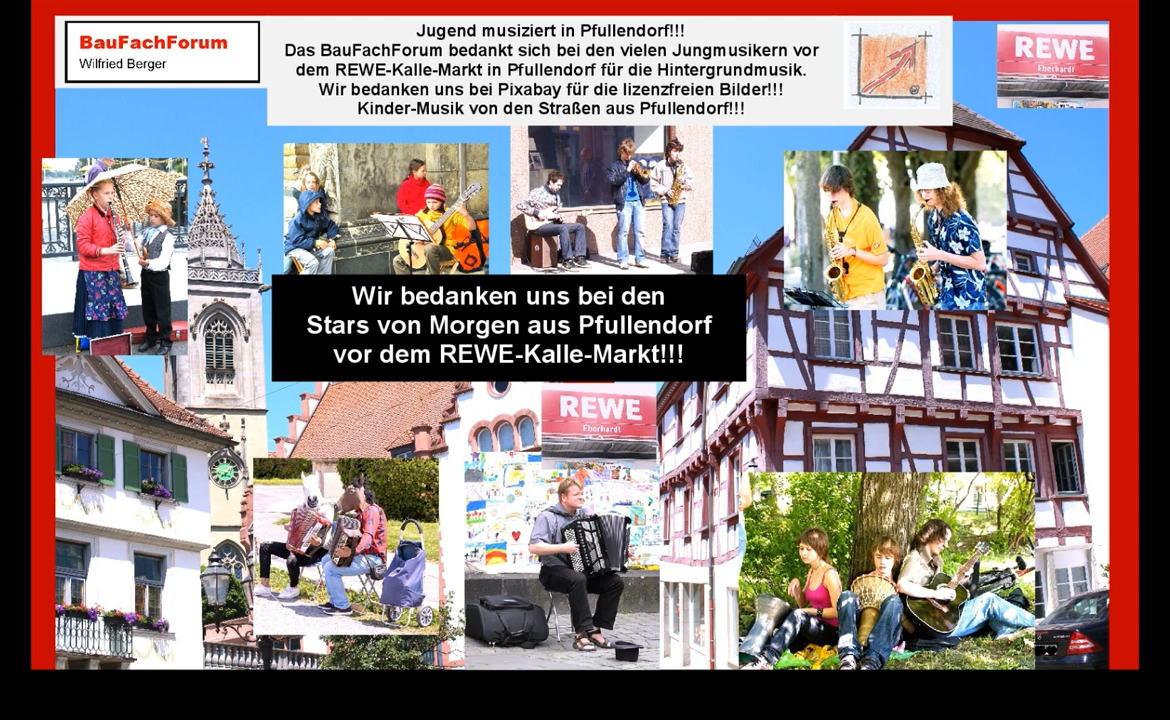 BauFachForum
Wilfried Berger
Jugend musiziert in Pfullendorf!!!
Das BauFachForum bedankt sich bei den vielen Jungmusikern vor
dem REWE-Kalle-Markt in Pfullendorf für die Hintergrundmusik.
Wir bedanken uns bei Pixabay für die lizenzfreien Bilder!!!
Kinder-Musik von den Straßen aus Pfullendorf!!!
REWE
Eberhardt
Wir bedanken uns bei den
Stars von Morgen aus Pfullendorf
vor dem REWE-Kalle-Markt!!!
REWE
Eberhardt